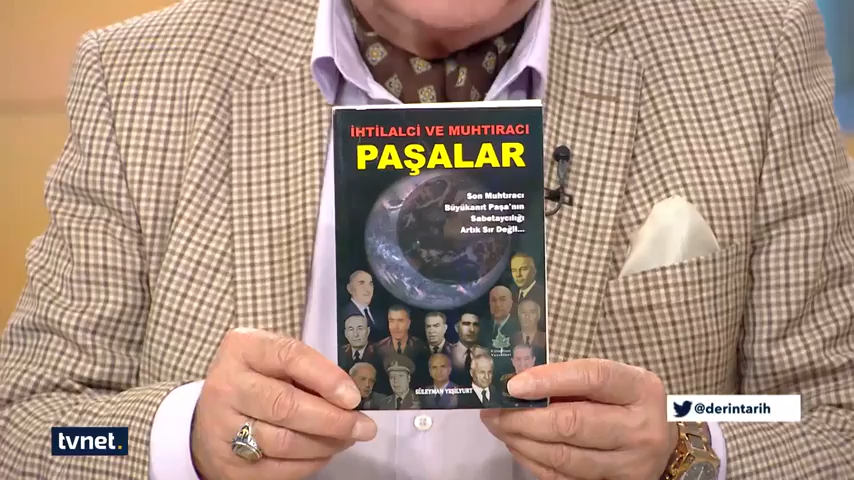 İHTİLALCİ VE MUHTIRACI
PAŞALAR
Son Muhtıracı
Büyükanıt Paşa'nın
Sabetaycılığı
Artık Sır Değil...
SÜLEYMAN YEŞİLYURT
@derintarih
tvnet.